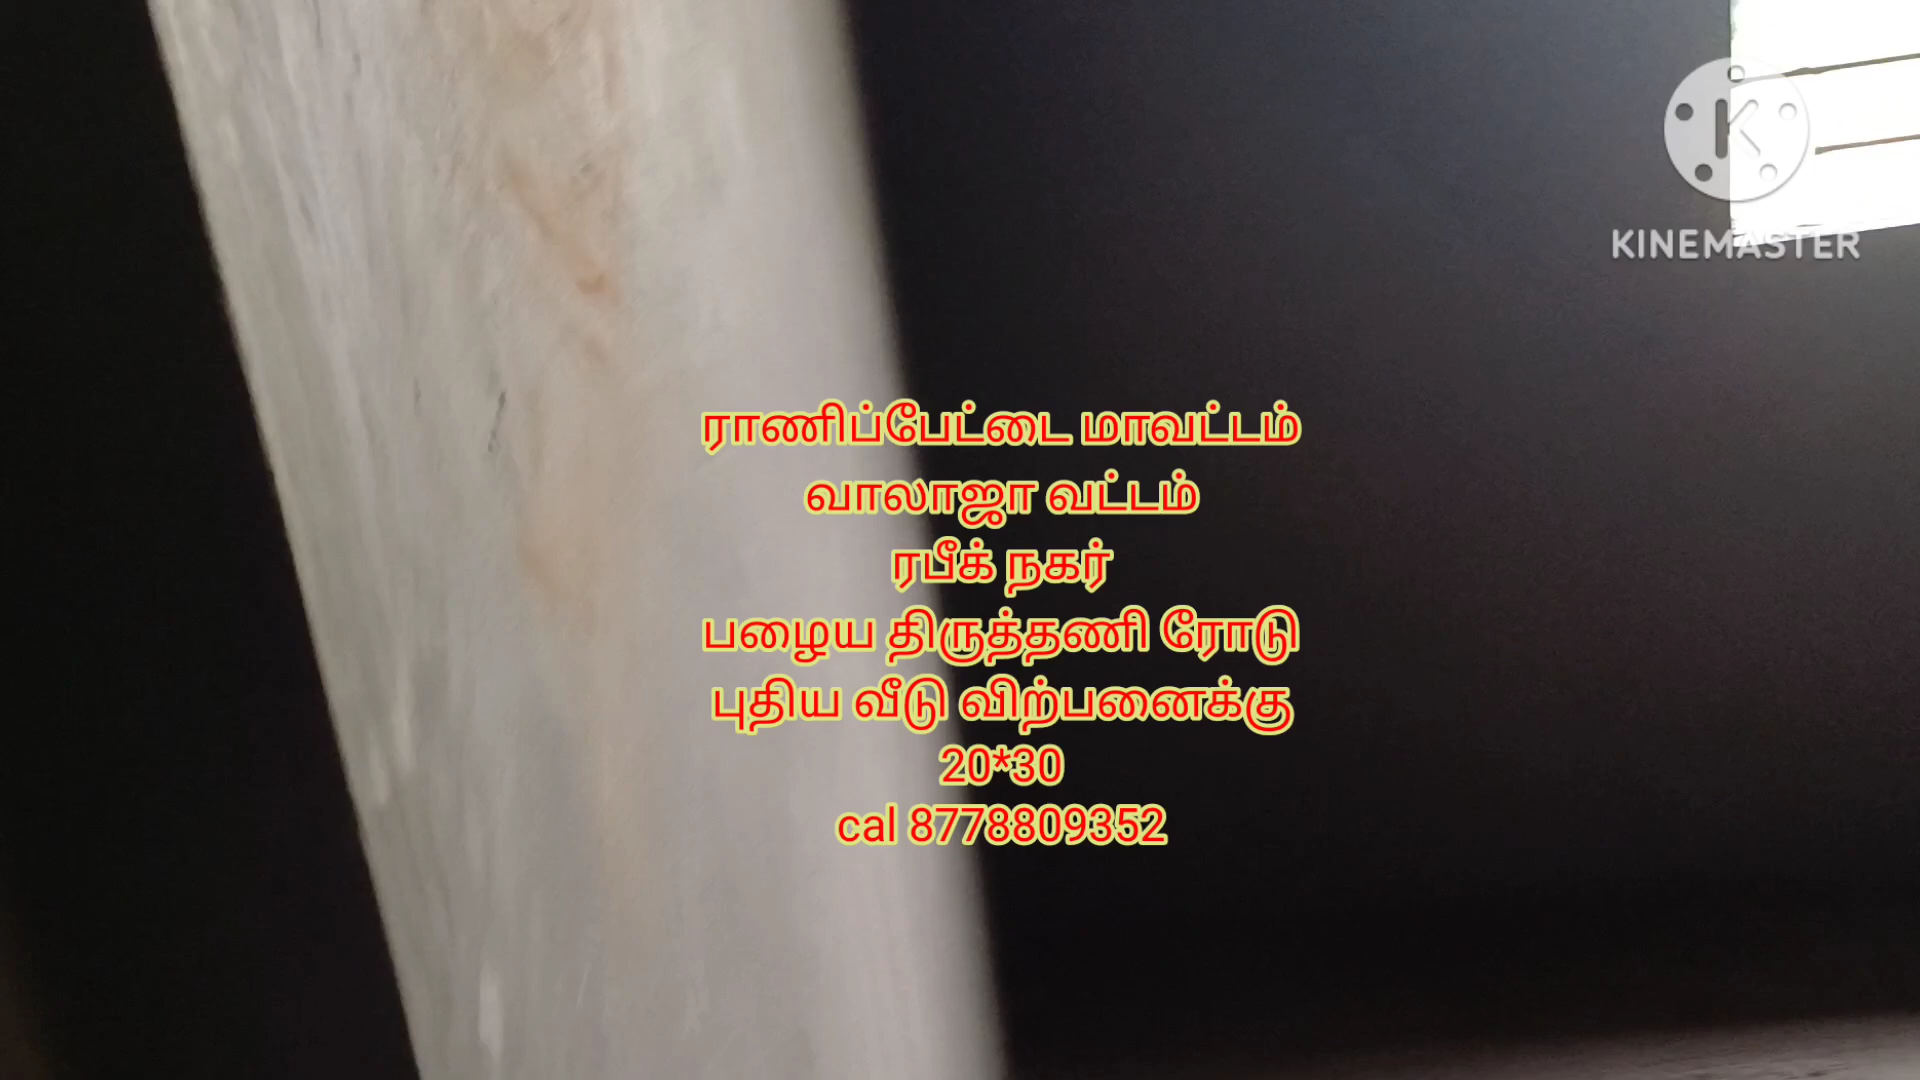 KINEMASTER
ராணிப்பேட்டை மாவட்டம்
வாலாஜா வட்டம்
ரபீக் நகர்
பழைய திருத்தணி ரோடு
புதிய வீடு விற்பனைக்கு
20*30
cal 8778809352